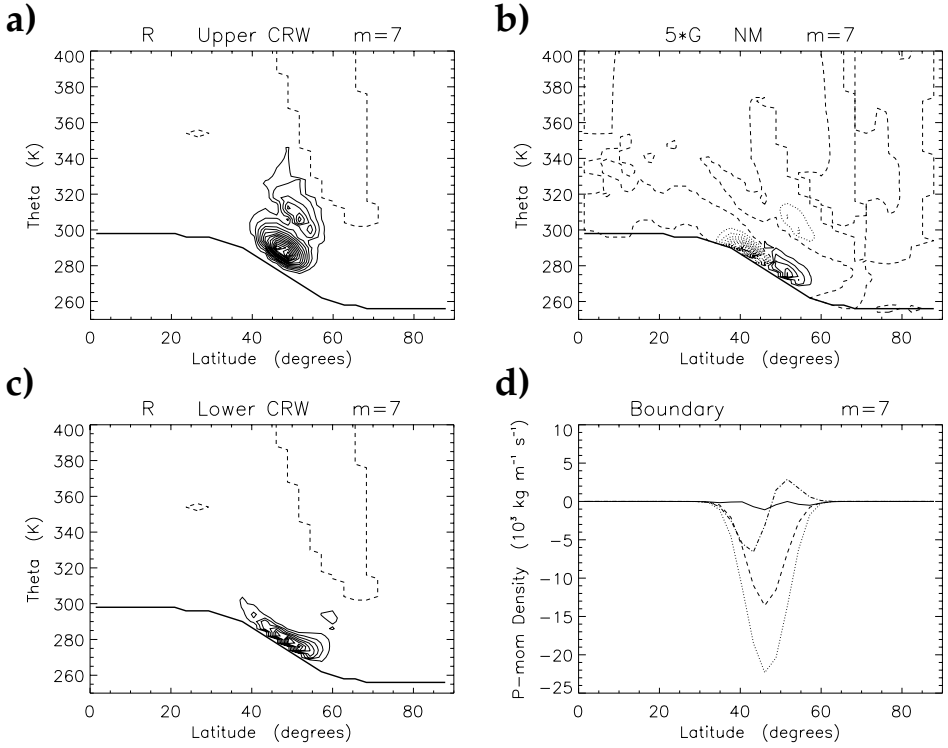 a)
R Upper CRW m=7
400
380
360
340
320
300
280
260
Theta (K)
0 20 40 60 80
Latitude (degrees)
b)
5*G NM m=7
400
380
360
340
320
300
280
260
Theta (K)
0 20 40 60 80
Latitude (degrees)
c)
R Lower CRW m=7
400
380
360
340
320
300
280
260
Theta (K)
0 20 40 60 80
Latitude (degrees)
d)
Boundary m=7
10
5
0
−5
−10
−15
−20
−25
P−mom Density (10³ kg m⁻¹ s⁻¹)
0 20 40 60 80
Latitude (degrees)